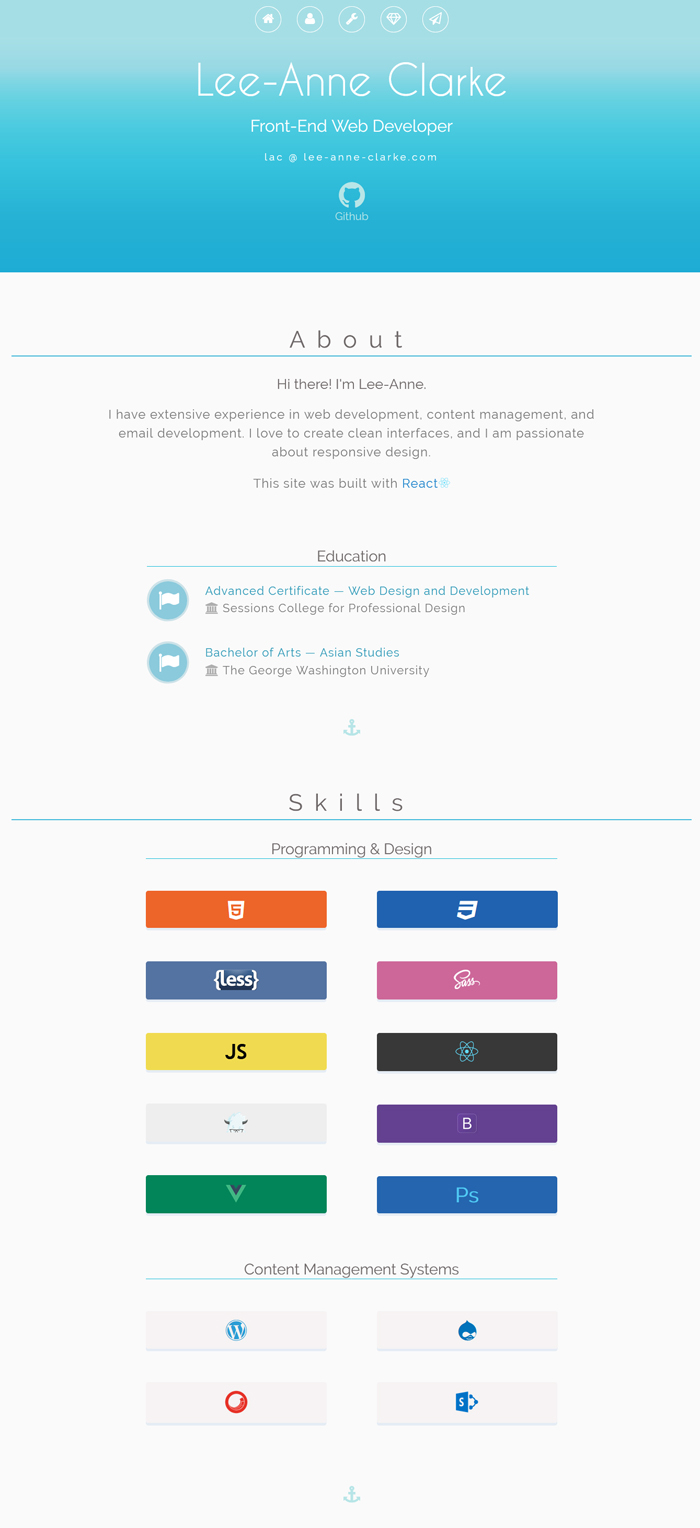 Lee-Anne Clarke
Front-End Web Developer
lac @ lee-anne-clarke.com
Github
About
Hi there! I'm Lee-Anne.
I have extensive experience in web development, content management, and
email development. I love to create clean interfaces, and I am passionate
about responsive design.
This site was built with React
Education
Advanced Certificate — Web Design and Development
Sessions College for Professional Design
Bachelor of Arts — Asian Studies
The George Washington University
Skills
Programming & Design
5 3
{less} Sass
JS
B
Ps
Content Management Systems
W
S